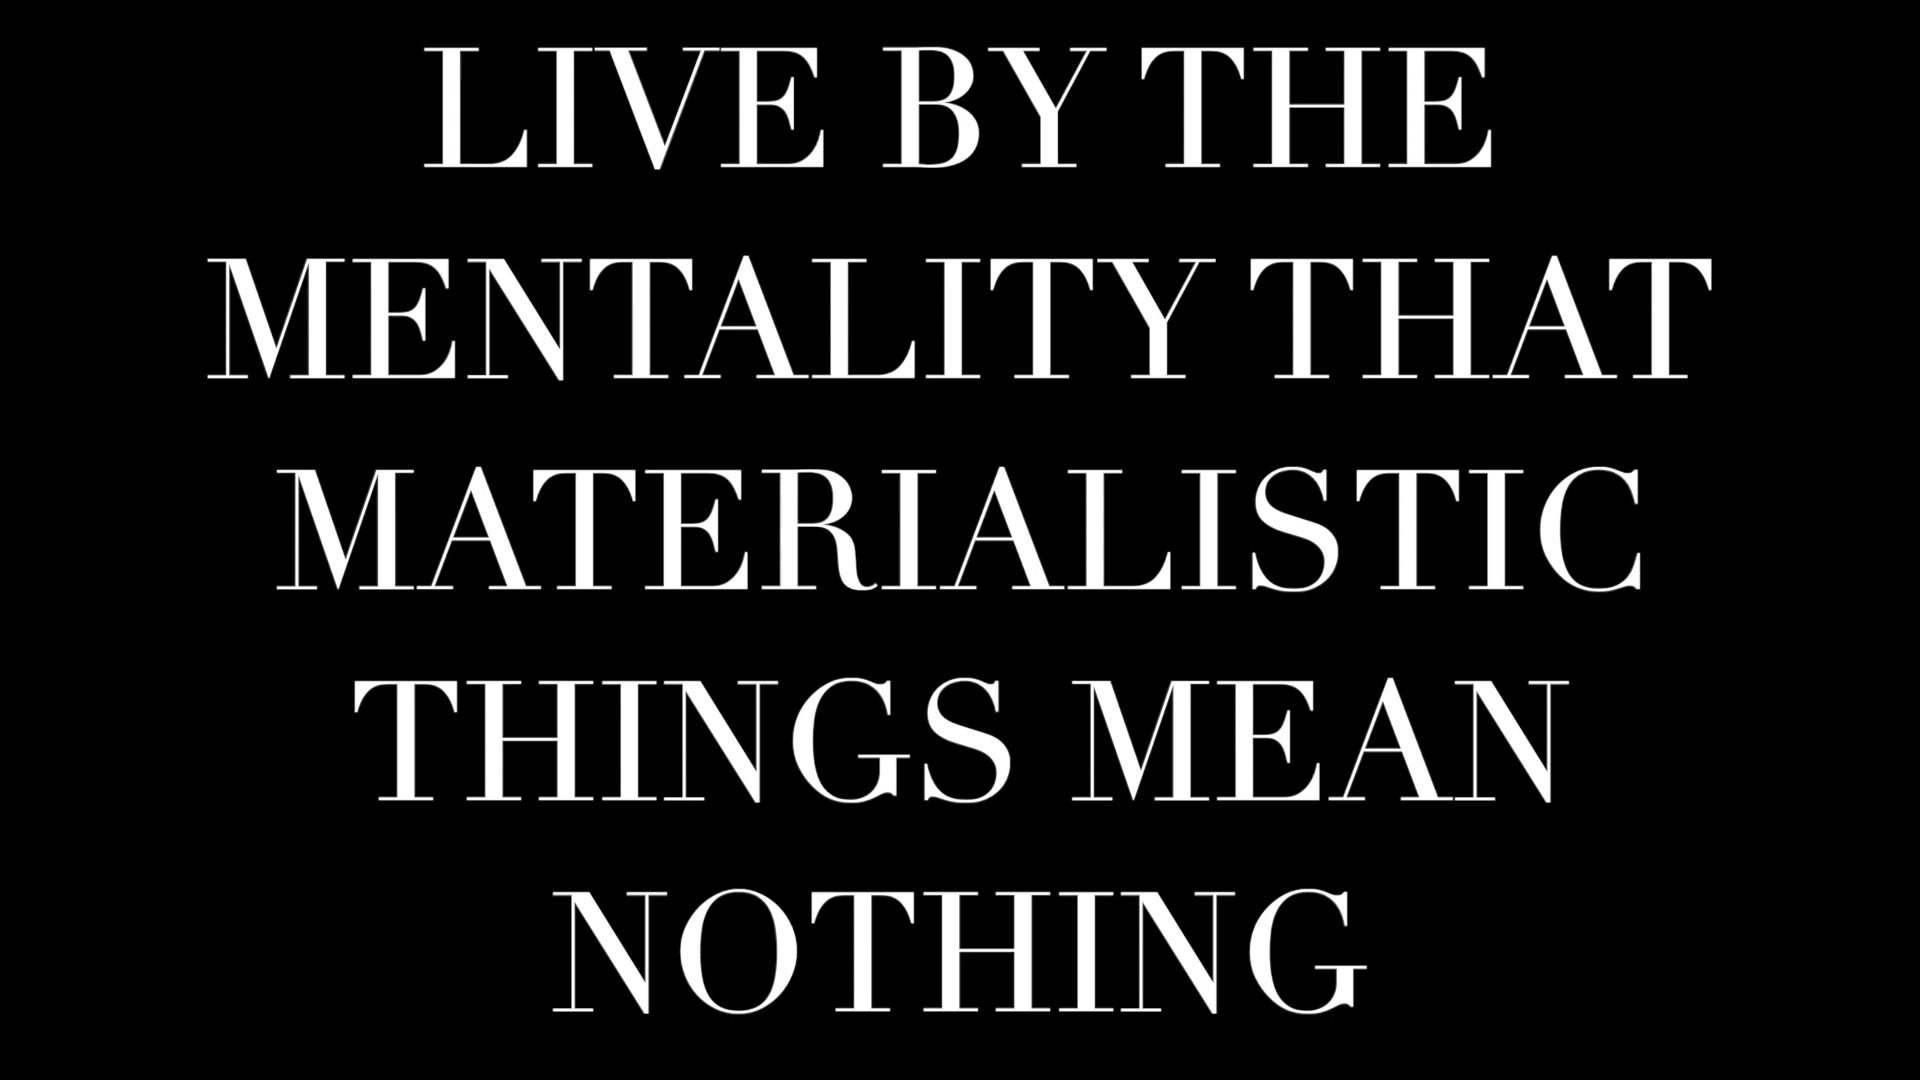 LIVE BY THE
MENTALITY THAT
MATERIALISTIC
THINGS MEAN
NOTHING